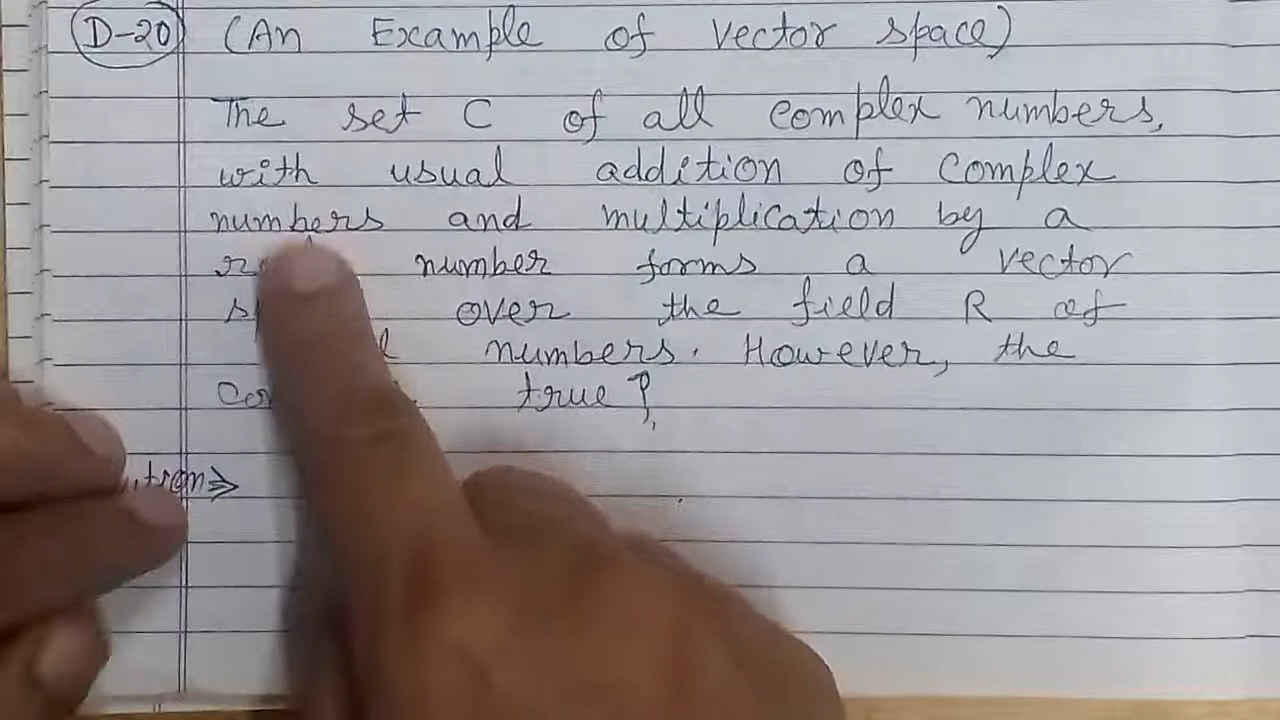 D-20 (An Example of vector space)
The set C of all complex numbers,
with usual addition of complex
numbers and multiplication by a
number forms a vector
over the field R of
numbers. However, the
true?